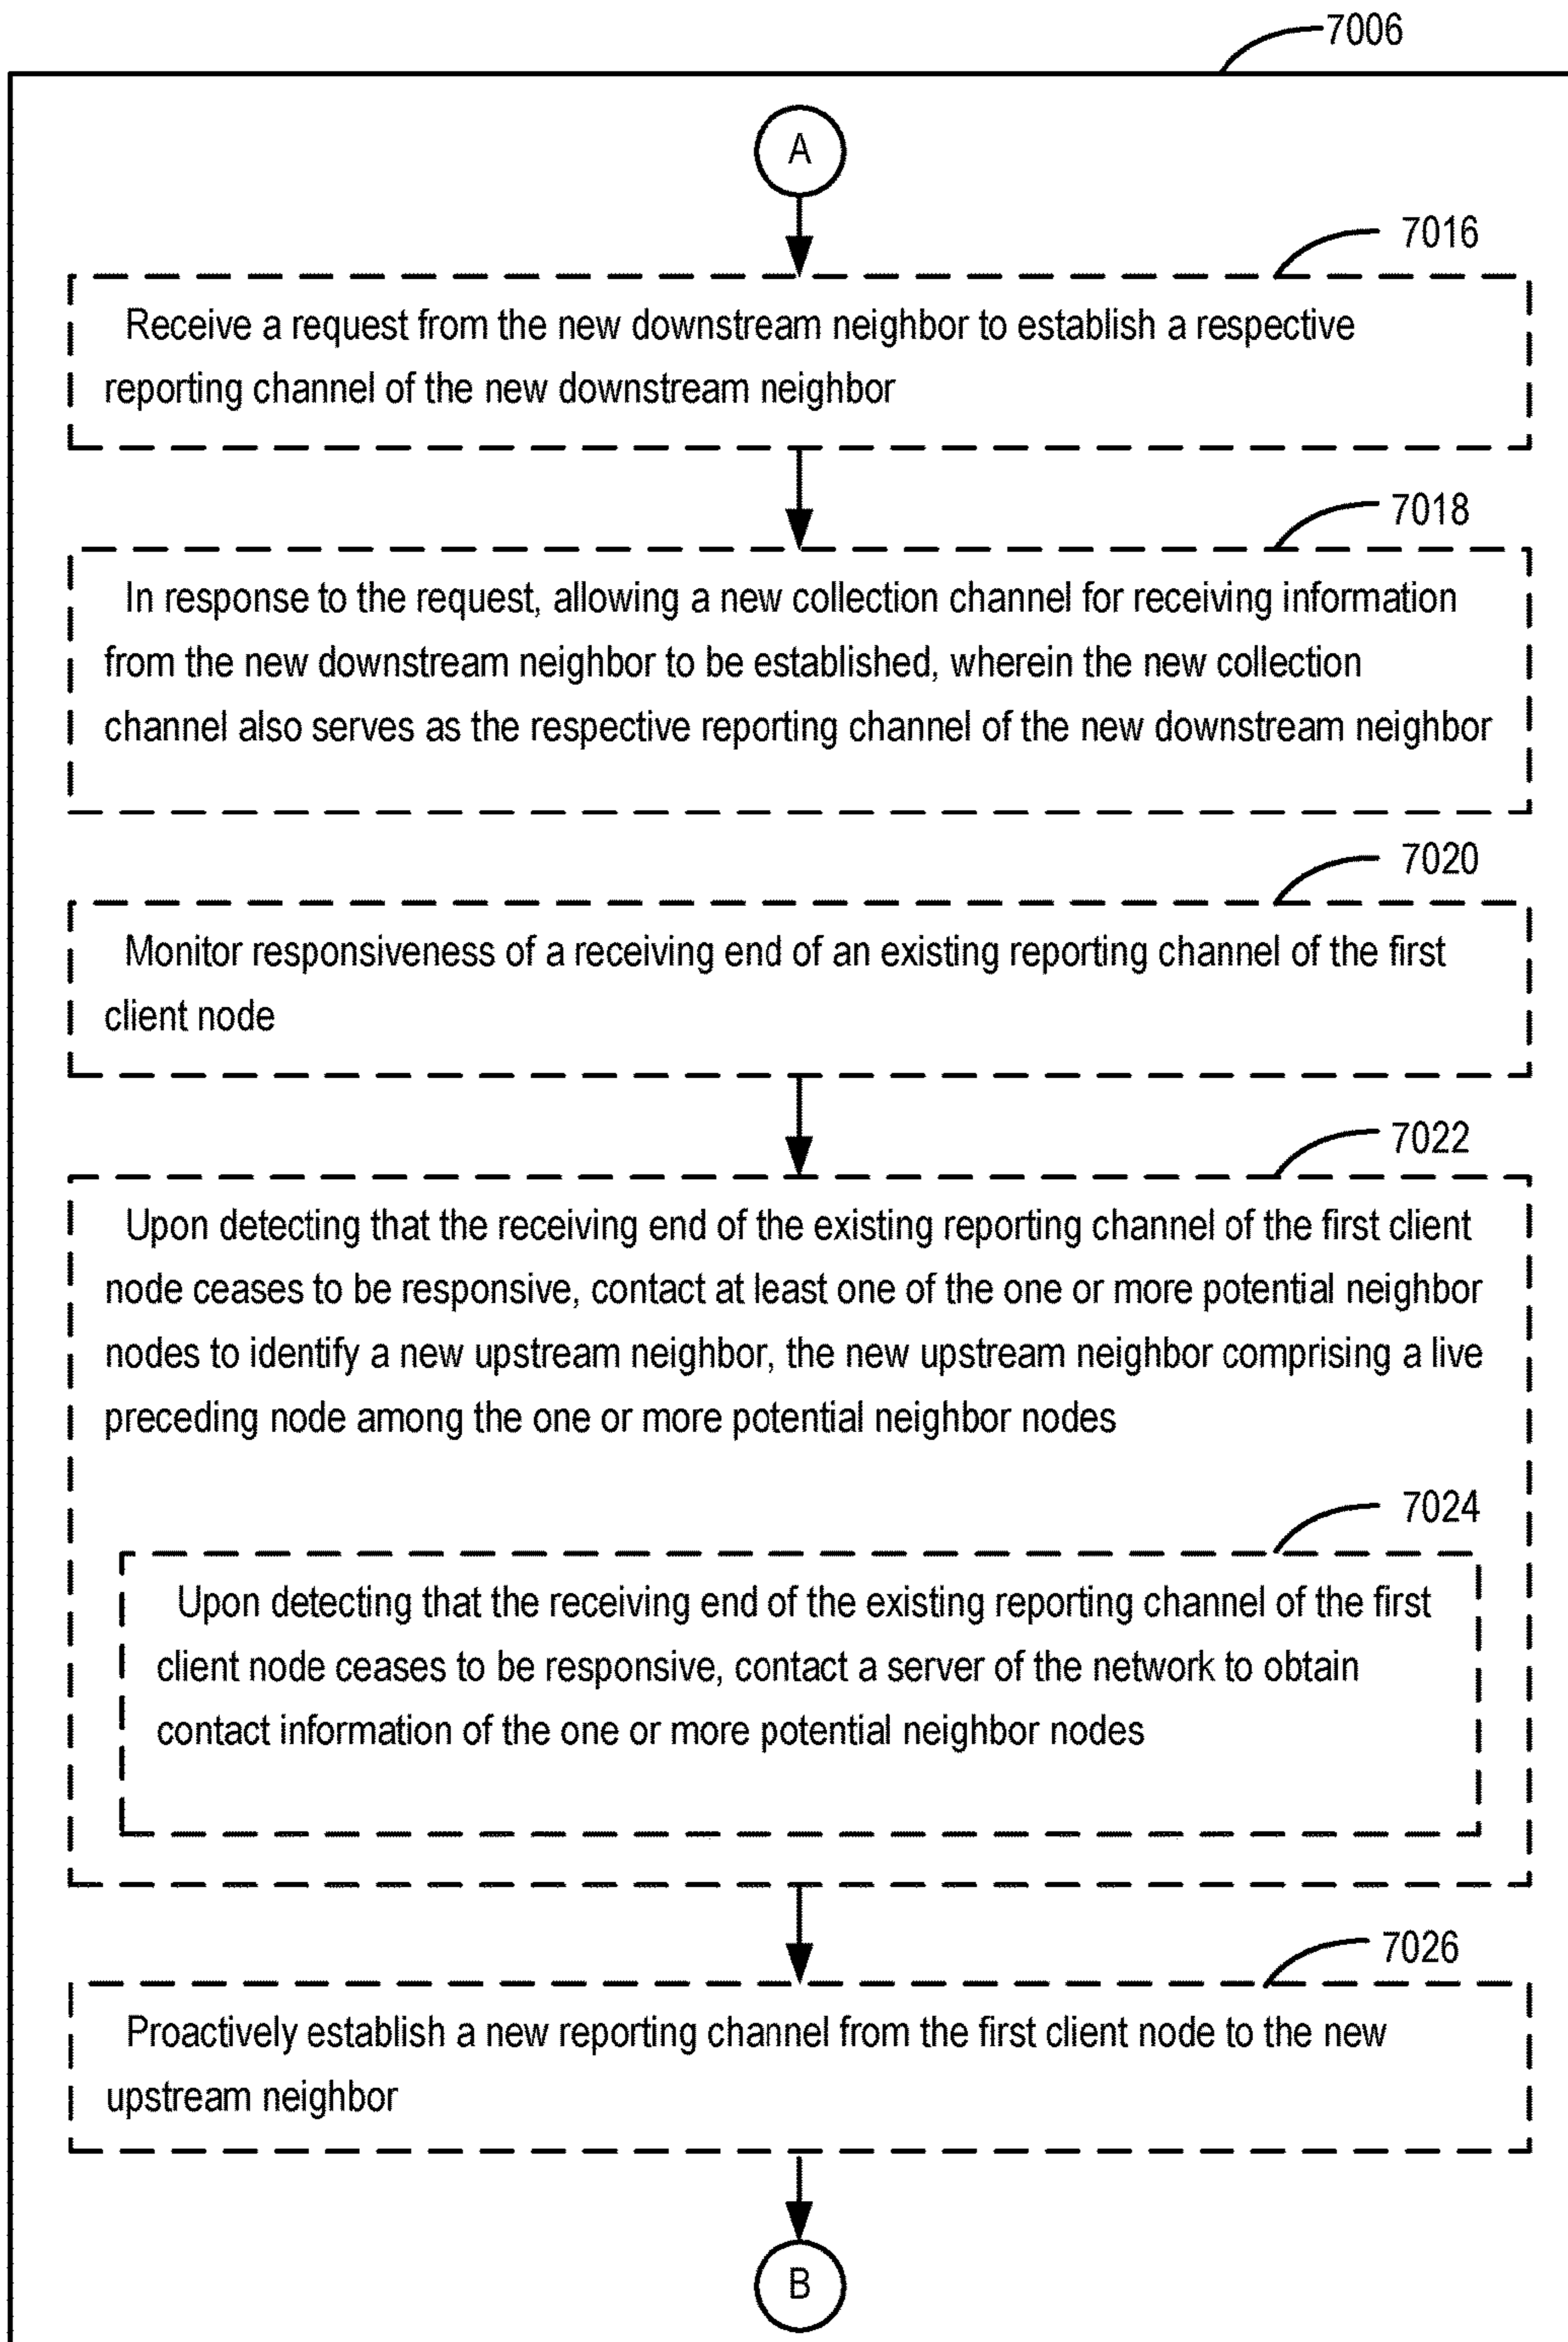 7006
A
7016
Receive a request from the new downstream neighbor to establish a respective
reporting channel of the new downstream neighbor
7018
In response to the request, allowing a new collection channel for receiving information
from the new downstream neighbor to be established, wherein the new collection
channel also serves as the respective reporting channel of the new downstream neighbor
7020
Monitor responsiveness of a receiving end of an existing reporting channel of the first
client node
7022
Upon detecting that the receiving end of the existing reporting channel of the first client
node ceases to be responsive, contact at least one of the one or more potential neighbor
nodes to identify a new upstream neighbor, the new upstream neighbor comprising a live
preceding node among the one or more potential neighbor nodes
7024
Upon detecting that the receiving end of the existing reporting channel of the first
client node ceases to be responsive, contact a server of the network to obtain
contact information of the one or more potential neighbor nodes
7026
Proactively establish a new reporting channel from the first client node to the new
upstream neighbor
B